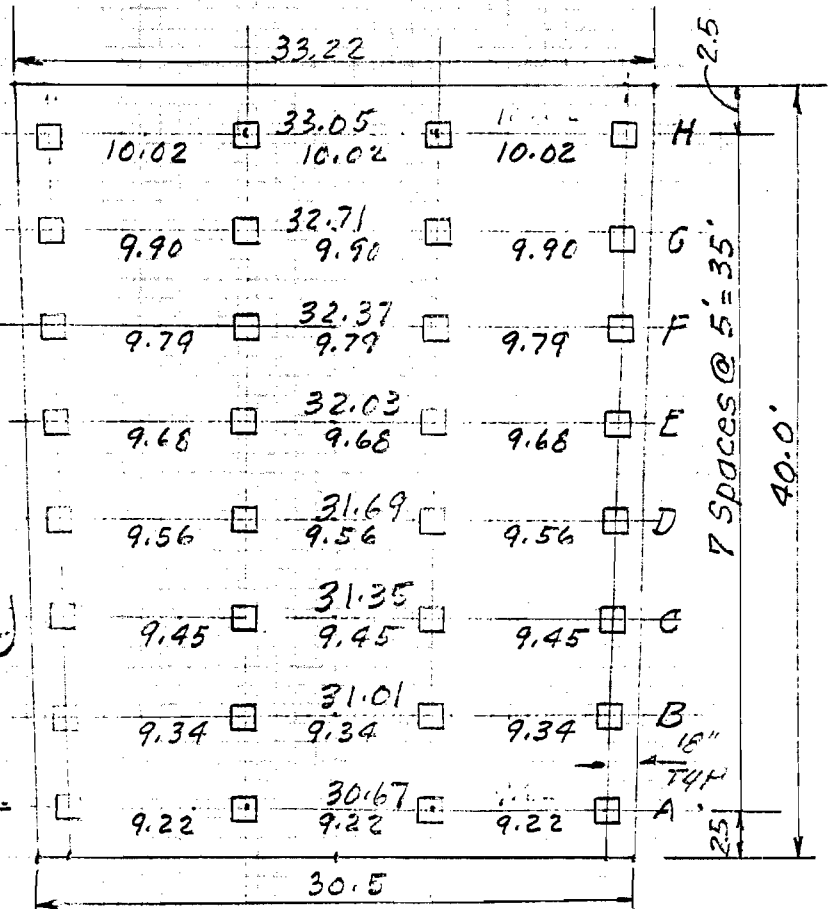 33.22
2.5
33.05
10.02 10.02 10.02 H
32.71
9.90 9.90 9.90 G
32.37
9.79 9.79 9.79 F
32.03
9.68 9.68 9.68 E
31.69
9.56 9.56 9.56 D
31.35
9.45 9.45 9.45 C
31.01
9.34 9.34 9.34 B
18"
TYP
30.67
9.22 9.22 9.22 A
2.5
7 Spaces @ 5' = 35'
40.0'
30.5